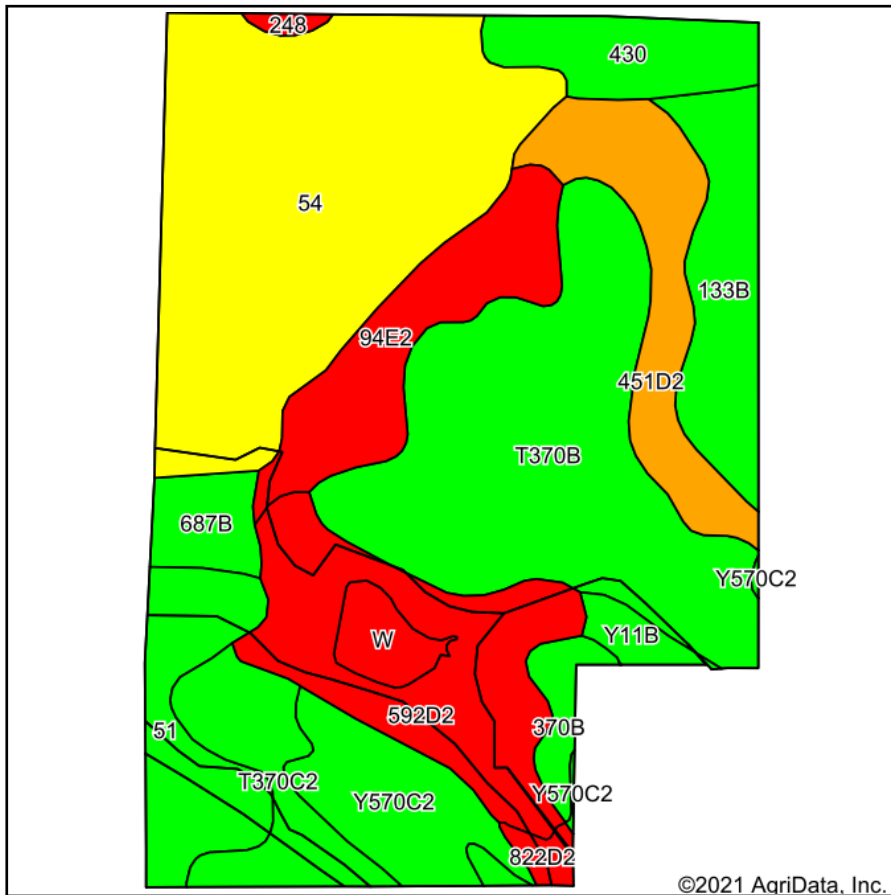 248
430
54
133B
94E2
451D2
T370B
687B
Y570C2
Y11B
W
592D2
370B
51
T370C2
Y570C2
Y570C2
822D2
©2021 AgriData, Inc.